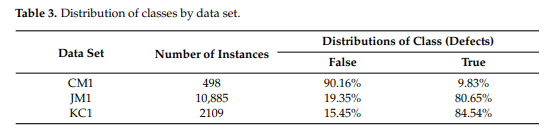 Table 3. Distribution of classes by data set.
Data Set Number of Instances Distributions of Class (Defects)
False True
CM1 498 90.16% 9.83%
JM1 10,885 19.35% 80.65%
KC1 2109 15.45% 84.54%